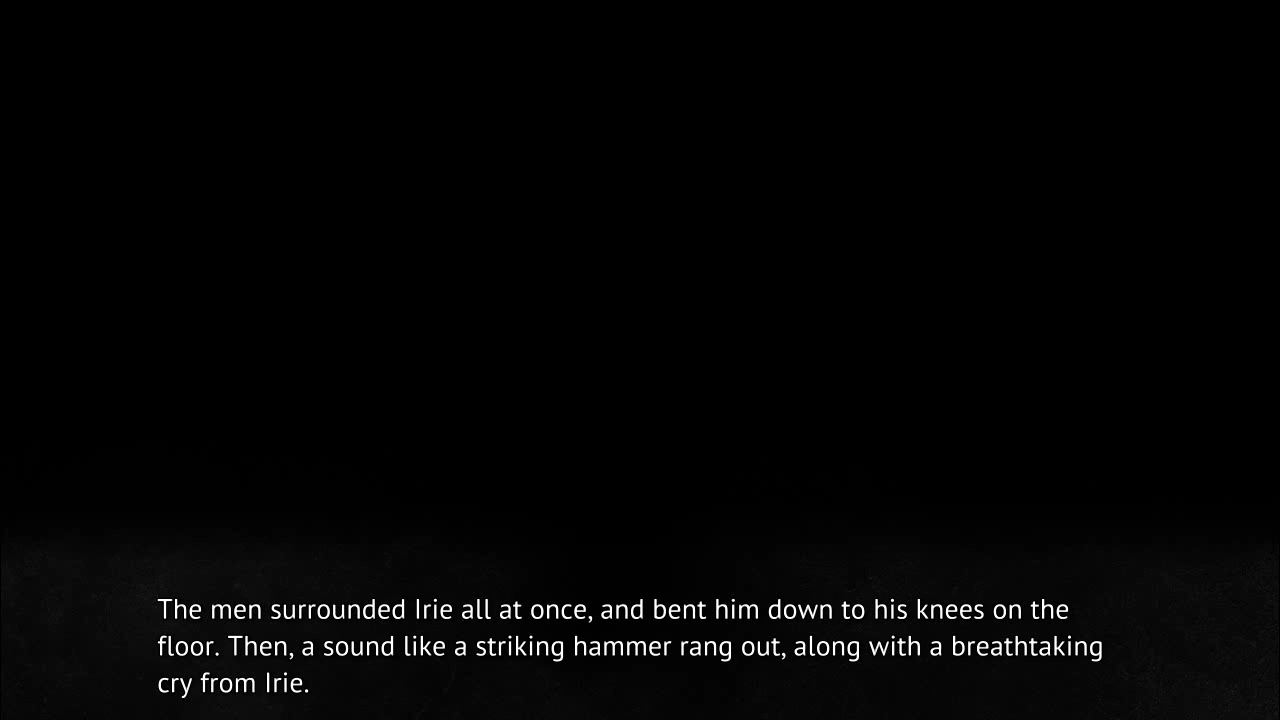 The men surrounded Irie all at once, and bent him down to his knees on the
floor. Then, a sound like a striking hammer rang out, along with a breathtaking
cry from Irie.